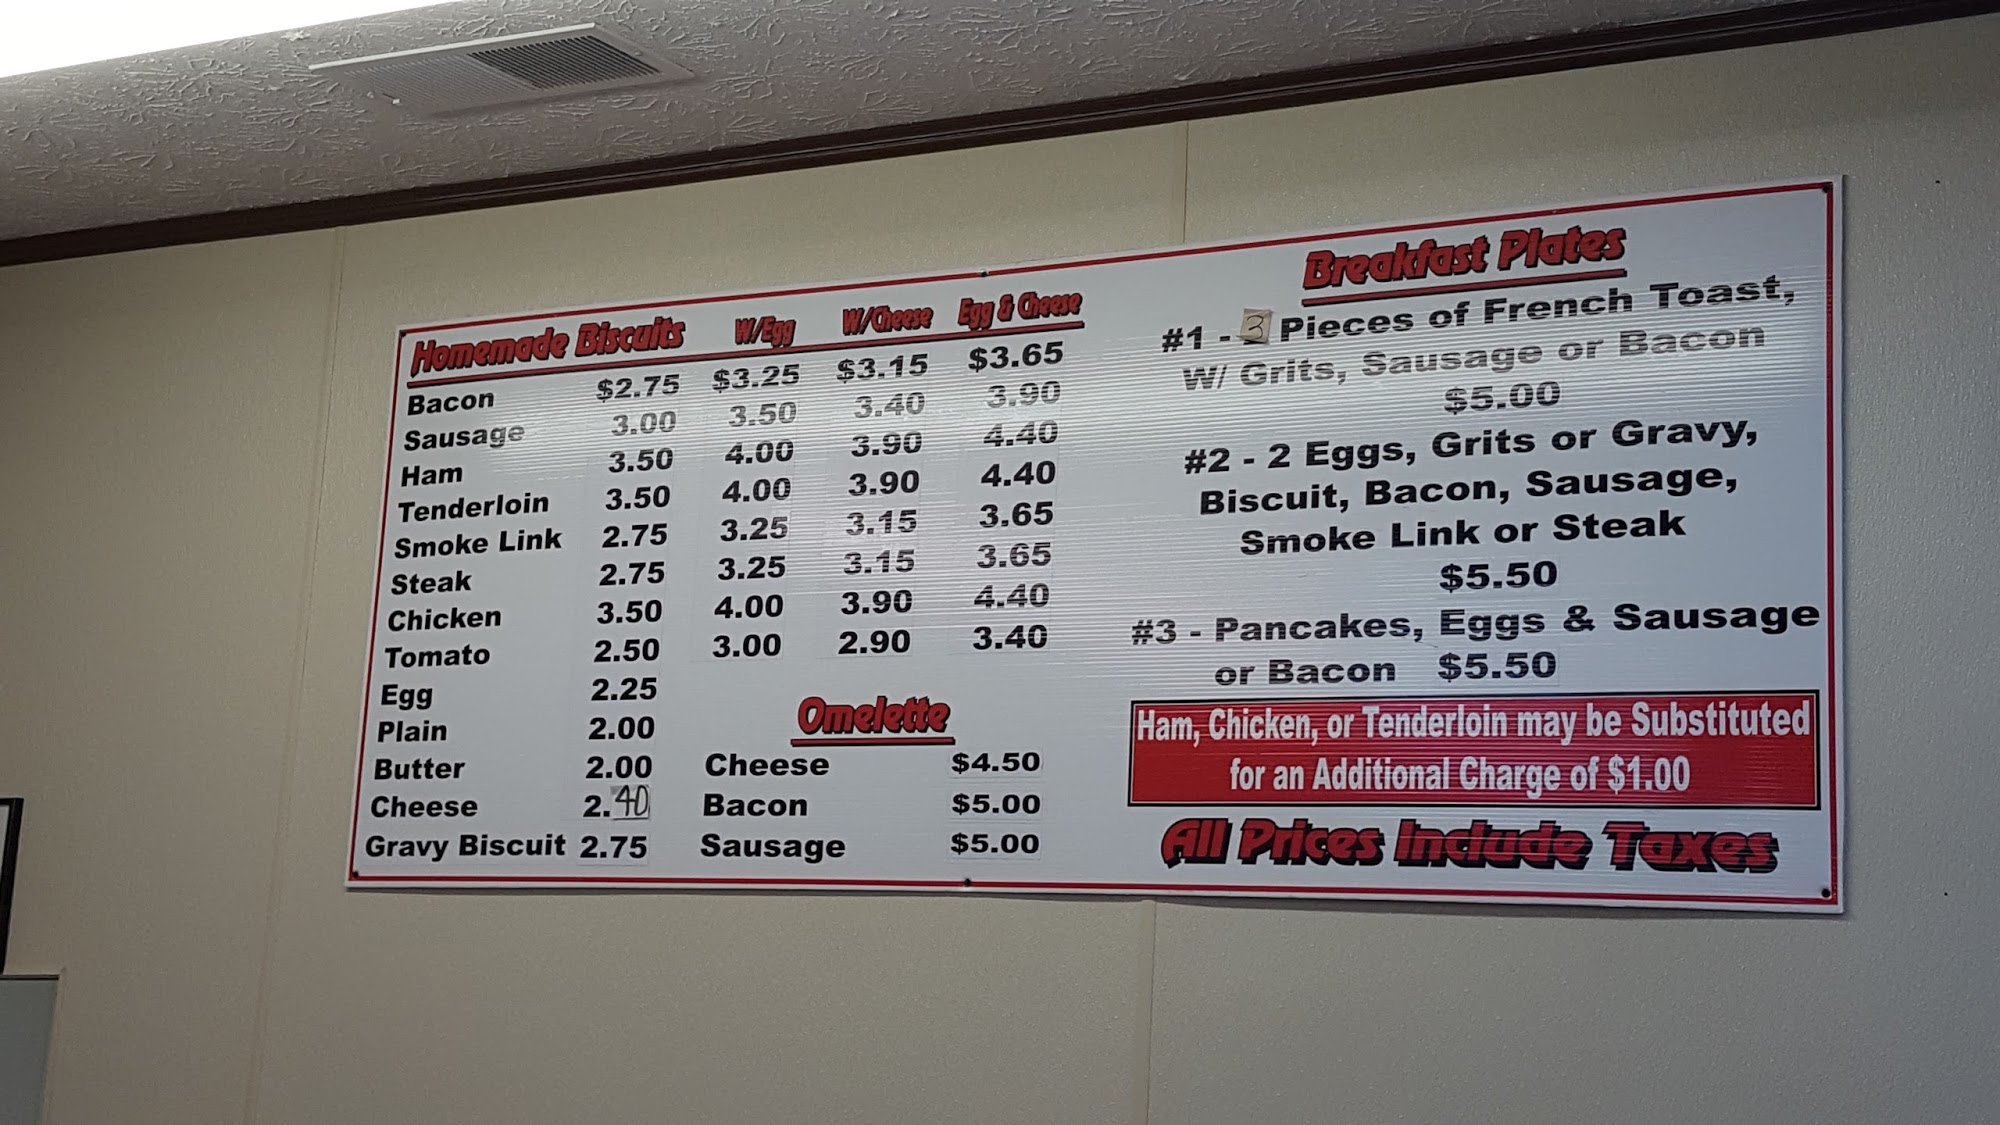 Homemade Biscuits W/Egg W/Cheese Egg & Cheese
Bacon $2.75 $3.25 $3.15 $3.65
Sausage 3.00 3.50 3.40 3.90
Ham 3.50 4.00 3.90 4.40
Tenderloin 3.50 4.00 3.90 4.40
Smoke Link 2.75 3.25 3.15 3.65
Steak 2.75 3.25 3.15 3.65
Chicken 3.50 4.00 3.90 4.40
Tomato 2.50 3.00 2.90 3.40
Egg 2.25
Plain 2.00
Butter 2.00
Cheese 2.40
Gravy Biscuit 2.75
Omelette
Cheese $4.50
Bacon $5.00
Sausage $5.00
Breakfast Plates
#1 - 3 Pieces of French Toast,
W/ Grits, Sausage or Bacon
$5.00
#2 - 2 Eggs, Grits or Gravy,
Biscuit, Bacon, Sausage,
Smoke Link or Steak
$5.50
#3 - Pancakes, Eggs & Sausage
or Bacon $5.50
Ham, Chicken, or Tenderloin may be Substituted
for an Additional Charge of $1.00
All Prices Include Taxes